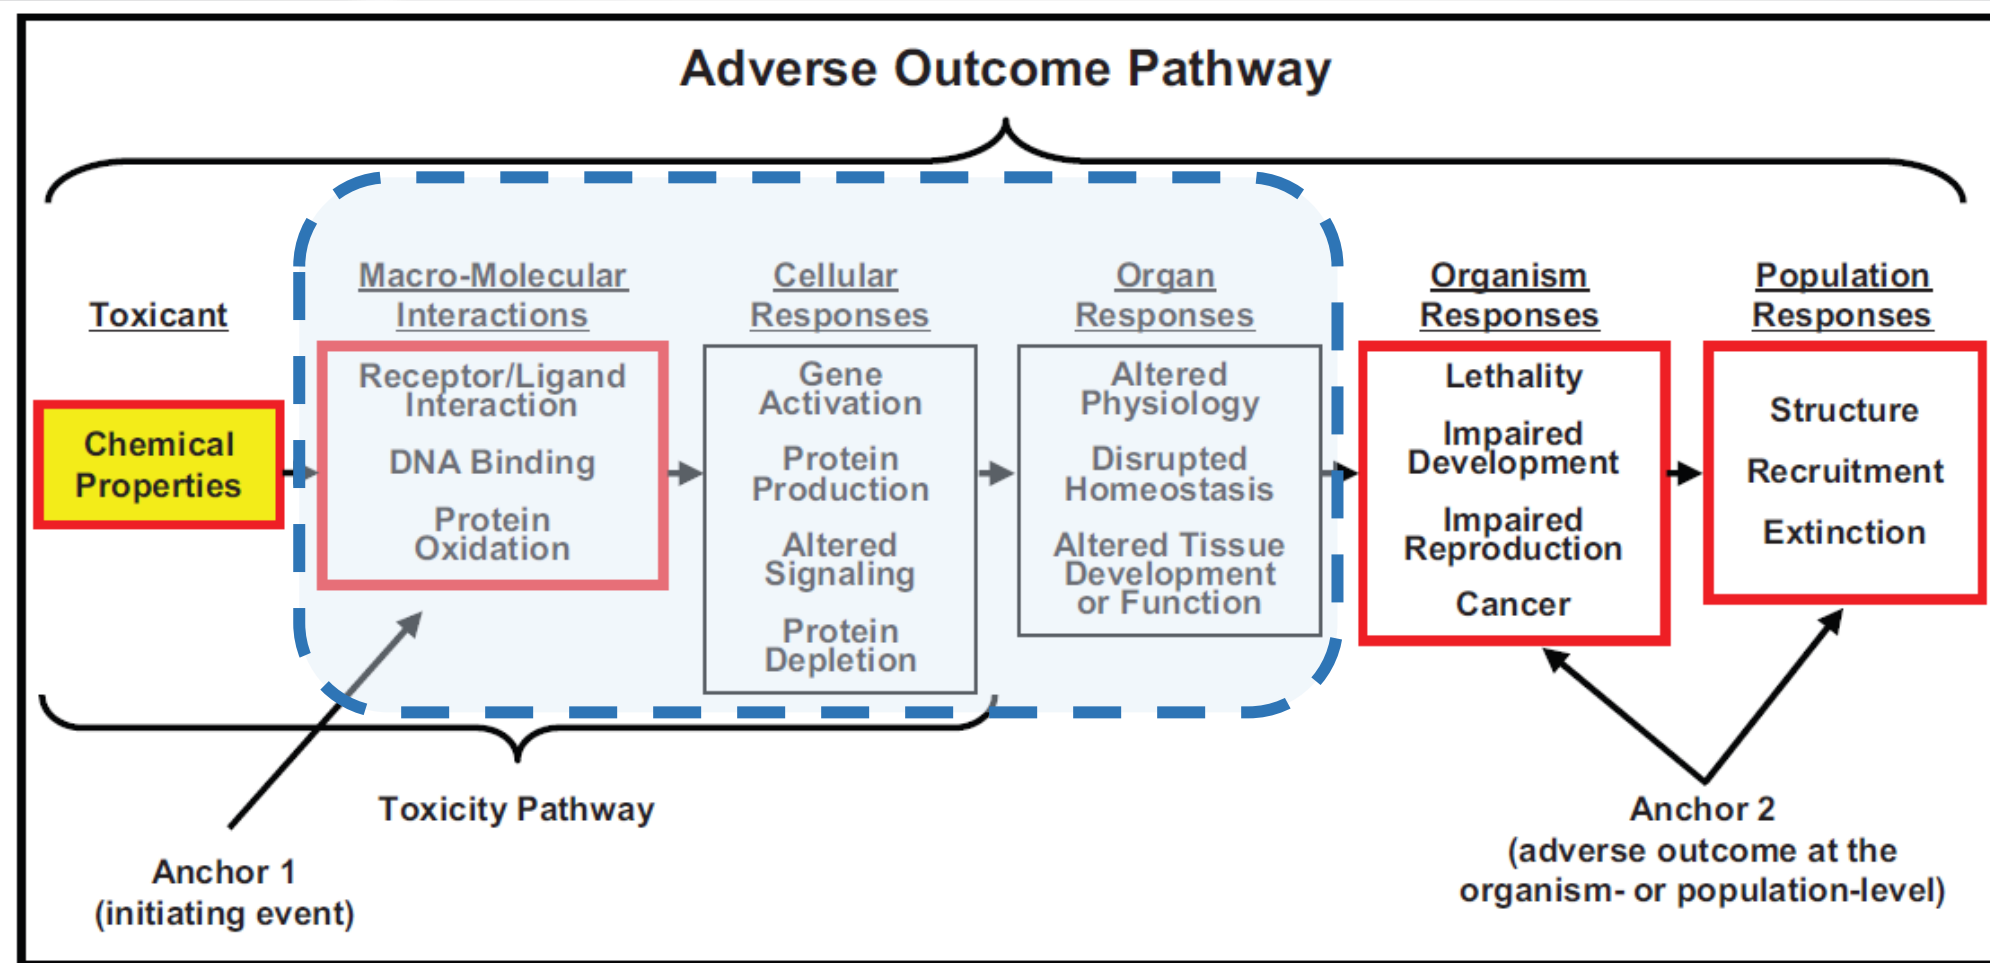 Adverse Outcome Pathway
Toxicant
Chemical
Properties
Macro-Molecular
Interactions
Receptor/Ligand
Interaction
DNA Binding
Protein
Oxidation
Cellular
Responses
Gene
Activation
Protein
Production
Altered
Signaling
Protein
Depletion
Organ
Responses
Altered
Physiology
Disrupted
Homeostasis
Altered Tissue
Development
or Function
Organism
Responses
Lethality
Impaired
Development
Impaired
Reproduction
Cancer
Population
Responses
Structure
Recruitment
Extinction
Toxicity Pathway
Anchor 1
(initiating event)
Anchor 2
(adverse outcome at the
organism- or population-level)